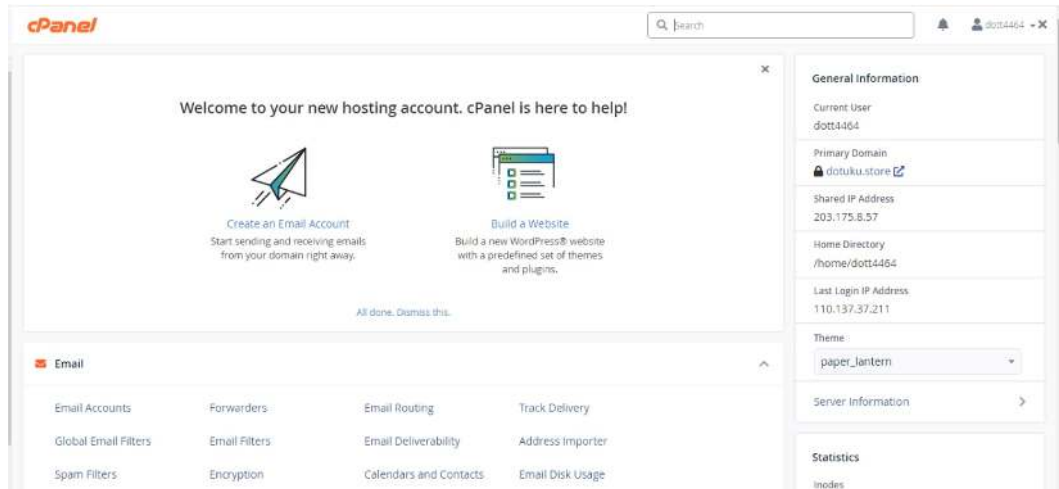 cPanel
Search
dott4464
Welcome to your new hosting account. cPanel is here to help!
Create an Email Account
Start sending and receiving emails
from your domain right away.
Build a Website
Build a new WordPress® website
with a predefined set of themes
and plugins.
All done. Dismiss this.
Email
Email Accounts
Forwarders
Email Routing
Track Delivery
Global Email Filters
Email Filters
Email Deliverability
Address Importer
Spam Filters
Encryption
Calendars and Contacts
Email Disk Usage
General Information
Current User
dott4464
Primary Domain
dotuku.store
Shared IP Address
203.175.8.57
Home Directory
/home/dott4464
Last Login IP Address
110.137.37.211
Theme
paper_lantern
Server Information
Statistics
Inodes